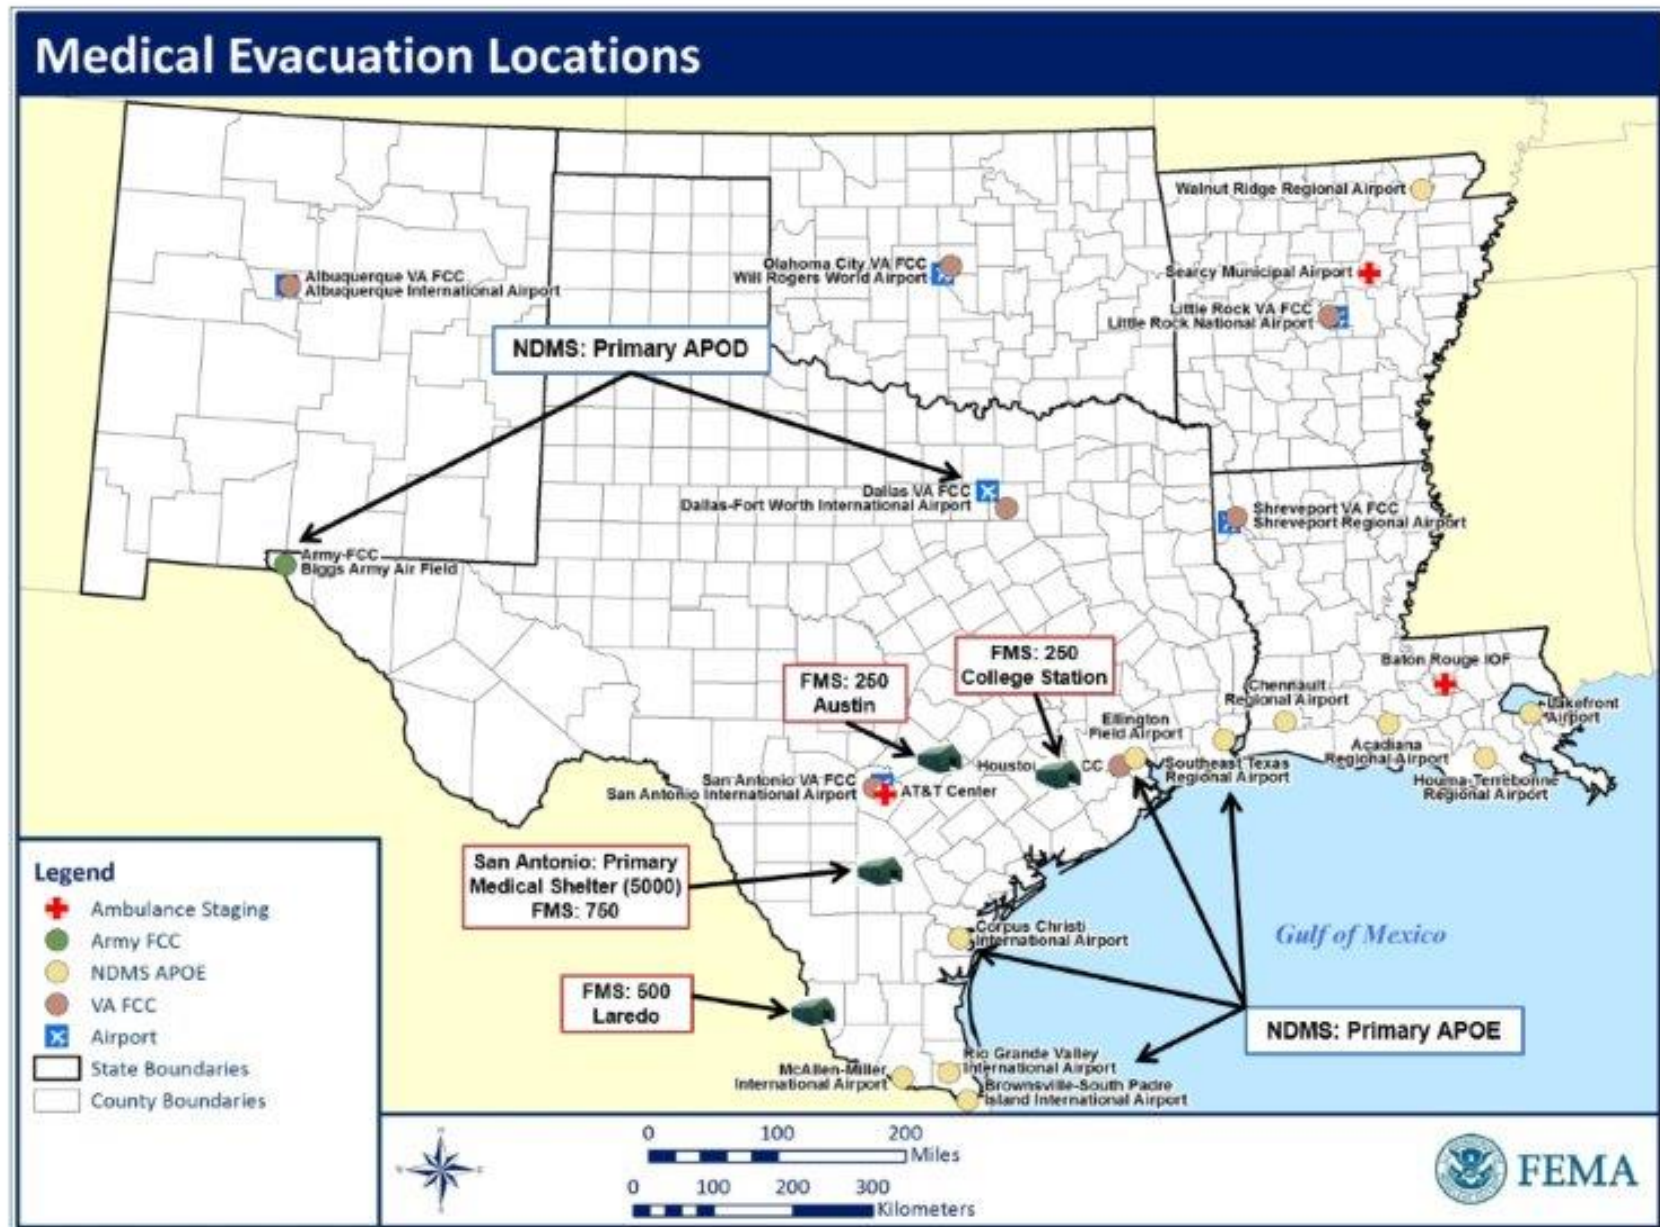 Medical Evacuation Locations
Walnut Ridge Regional Airport
Searcy Municipal Airport
Little Rock VA FCC
Little Rock National Airport
Albuquerque VA FCC
Albuquerque International Airport
Olahoma City VA FCC
Will Rogers World Airport
NDMS: Primary APOD
Dallas VA FCC
Dallas-Fort Worth International Airport
Shreveport VA FCC
Shreveport Regional Airport
Army-FCC
Biggs Army Air Field
FMS: 250
College Station
FMS: 250
Austin
Baton Rouge IOF
Chennault
Regional Airport
Lakefront
Airport
Ellington
Field Airport
Acadiana
Regional Airport
Southeast Texas
Regional Airport
Houma-Terrebonne
Regional Airport
CC
San Antonio VA FCC
San Antonio International Airport
AT&T Center
San Antonio: Primary
Medical Shelter (5000)
FMS: 750
Corpus Christi
International Airport
Gulf of Mexico
FMS: 500
Laredo
NDMS: Primary APOE
McAllen-Miller
International Airport
Rio Grande Valley
International Airport
Brownsville-South Padre
Island International Airport
Legend
Ambulance Staging
Army FCC
NDMS APOE
VA FCC
Airport
State Boundaries
County Boundaries
0 100 200
Miles
0 100 200 300
Kilometers
FEMA